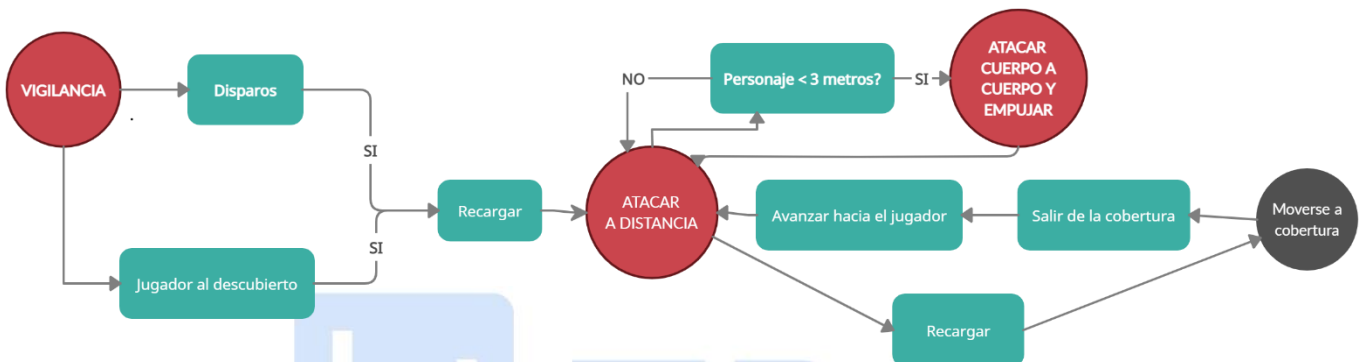 VIGILANCIA
Disparos
SI
SI
Jugador al descubierto
Recargar
ATACAR
A DISTANCIA
NO
Personaje < 3 metros?
SI
ATACAR
CUERPO A
CUERPO Y
EMPUJAR
Avanzar hacia el jugador
Salir de la cobertura
Moverse a
cobertura
Recargar